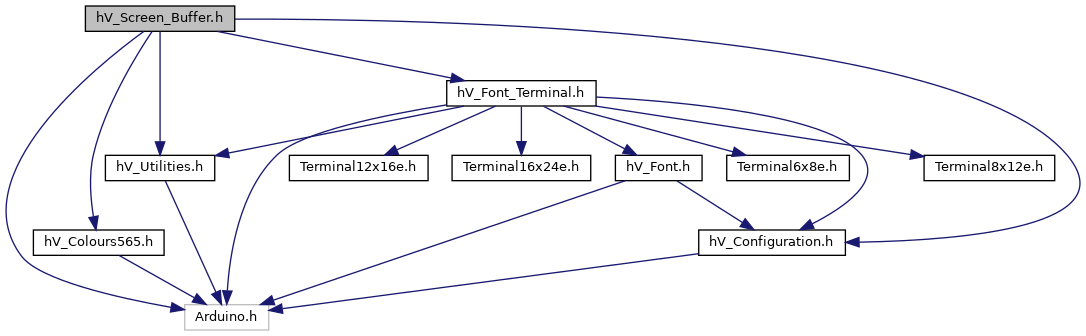 hV_Screen_Buffer.h
hV_Font_Terminal.h
hV_Utilities.h
Terminal12x16e.h
Terminal16x24e.h
hV_Font.h
Terminal6x8e.h
Terminal8x12e.h
hV_Colours565.h
hV_Configuration.h
Arduino.h